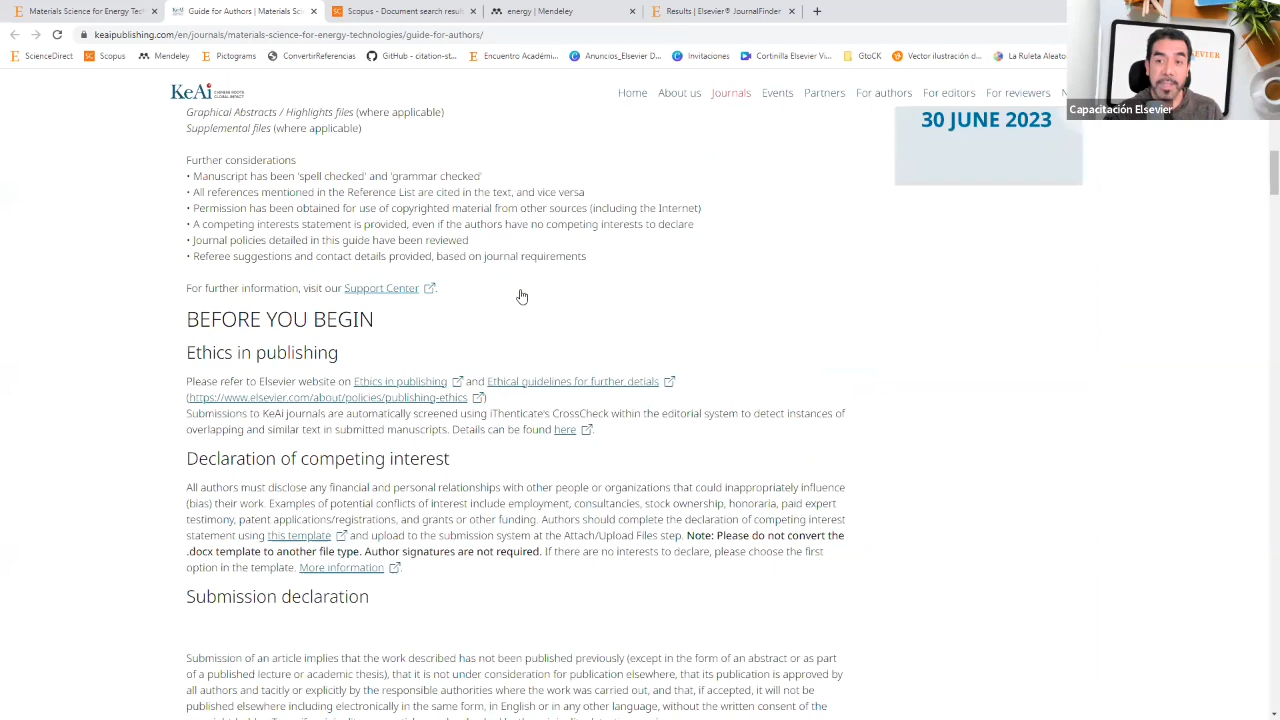 Materials Science for Energy Tech
Guide for Authors | Materials Sci
Scopus - Document search result
energy | Mendeley
Results | Elsevier® JournalFinder
keaipublishing.com/en/journals/materials-science-for-energy-technologies/guide-for-authors/
ScienceDirect
Scopus
Mendeley
Pictograms
ConvertirReferencias
GitHub - citation-st...
Encuentro Académi...
Anuncios_Elsevier D...
Invitaciones
Cortinilla Elsevier Vi...
GtoCK
Vector ilustración d...
La Ruleta Aleato
KeAi CHINESE ROOTS
GLOBAL IMPACT
Home
About us
Journals
Events
Partners
For authors
For editors
For reviewers
Capacitación Elsevier
30 JUNE 2023
Graphical Abstracts / Highlights files (where applicable)
Supplemental files (where applicable)
Further considerations
• Manuscript has been 'spell checked' and 'grammar checked'
• All references mentioned in the Reference List are cited in the text, and vice versa
• Permission has been obtained for use of copyrighted material from other sources (including the Internet)
• A competing interests statement is provided, even if the authors have no competing interests to declare
• Journal policies detailed in this guide have been reviewed
• Referee suggestions and contact details provided, based on journal requirements
For further information, visit our Support Center.
BEFORE YOU BEGIN
Ethics in publishing
Please refer to Elsevier website on Ethics in publishing and Ethical guidelines for further detials
(https://www.elsevier.com/about/policies/publishing-ethics)
Submissions to KeAi journals are automatically screened using iThenticate's CrossCheck within the editorial system to detect instances of
overlapping and similar text in submitted manuscripts. Details can be found here.
Declaration of competing interest
All authors must disclose any financial and personal relationships with other people or organizations that could inappropriately influence
(bias) their work. Examples of potential conflicts of interest include employment, consultancies, stock ownership, honoraria, paid expert
testimony, patent applications/registrations, and grants or other funding. Authors should complete the declaration of competing interest
statement using this template and upload to the submission system at the Attach/Upload Files step. Note: Please do not convert the
.docx template to another file type. Author signatures are not required. If there are no interests to declare, please choose the first
option in the template. More information.
Submission declaration
Submission of an article implies that the work described has not been published previously (except in the form of an abstract or as part
of a published lecture or academic thesis), that it is not under consideration for publication elsewhere, that its publication is approved by
all authors and tacitly or explicitly by the responsible authorities where the work was carried out, and that, if accepted, it will not be
published elsewhere including electronically in the same form, in English or in any other language, without the written consent of the